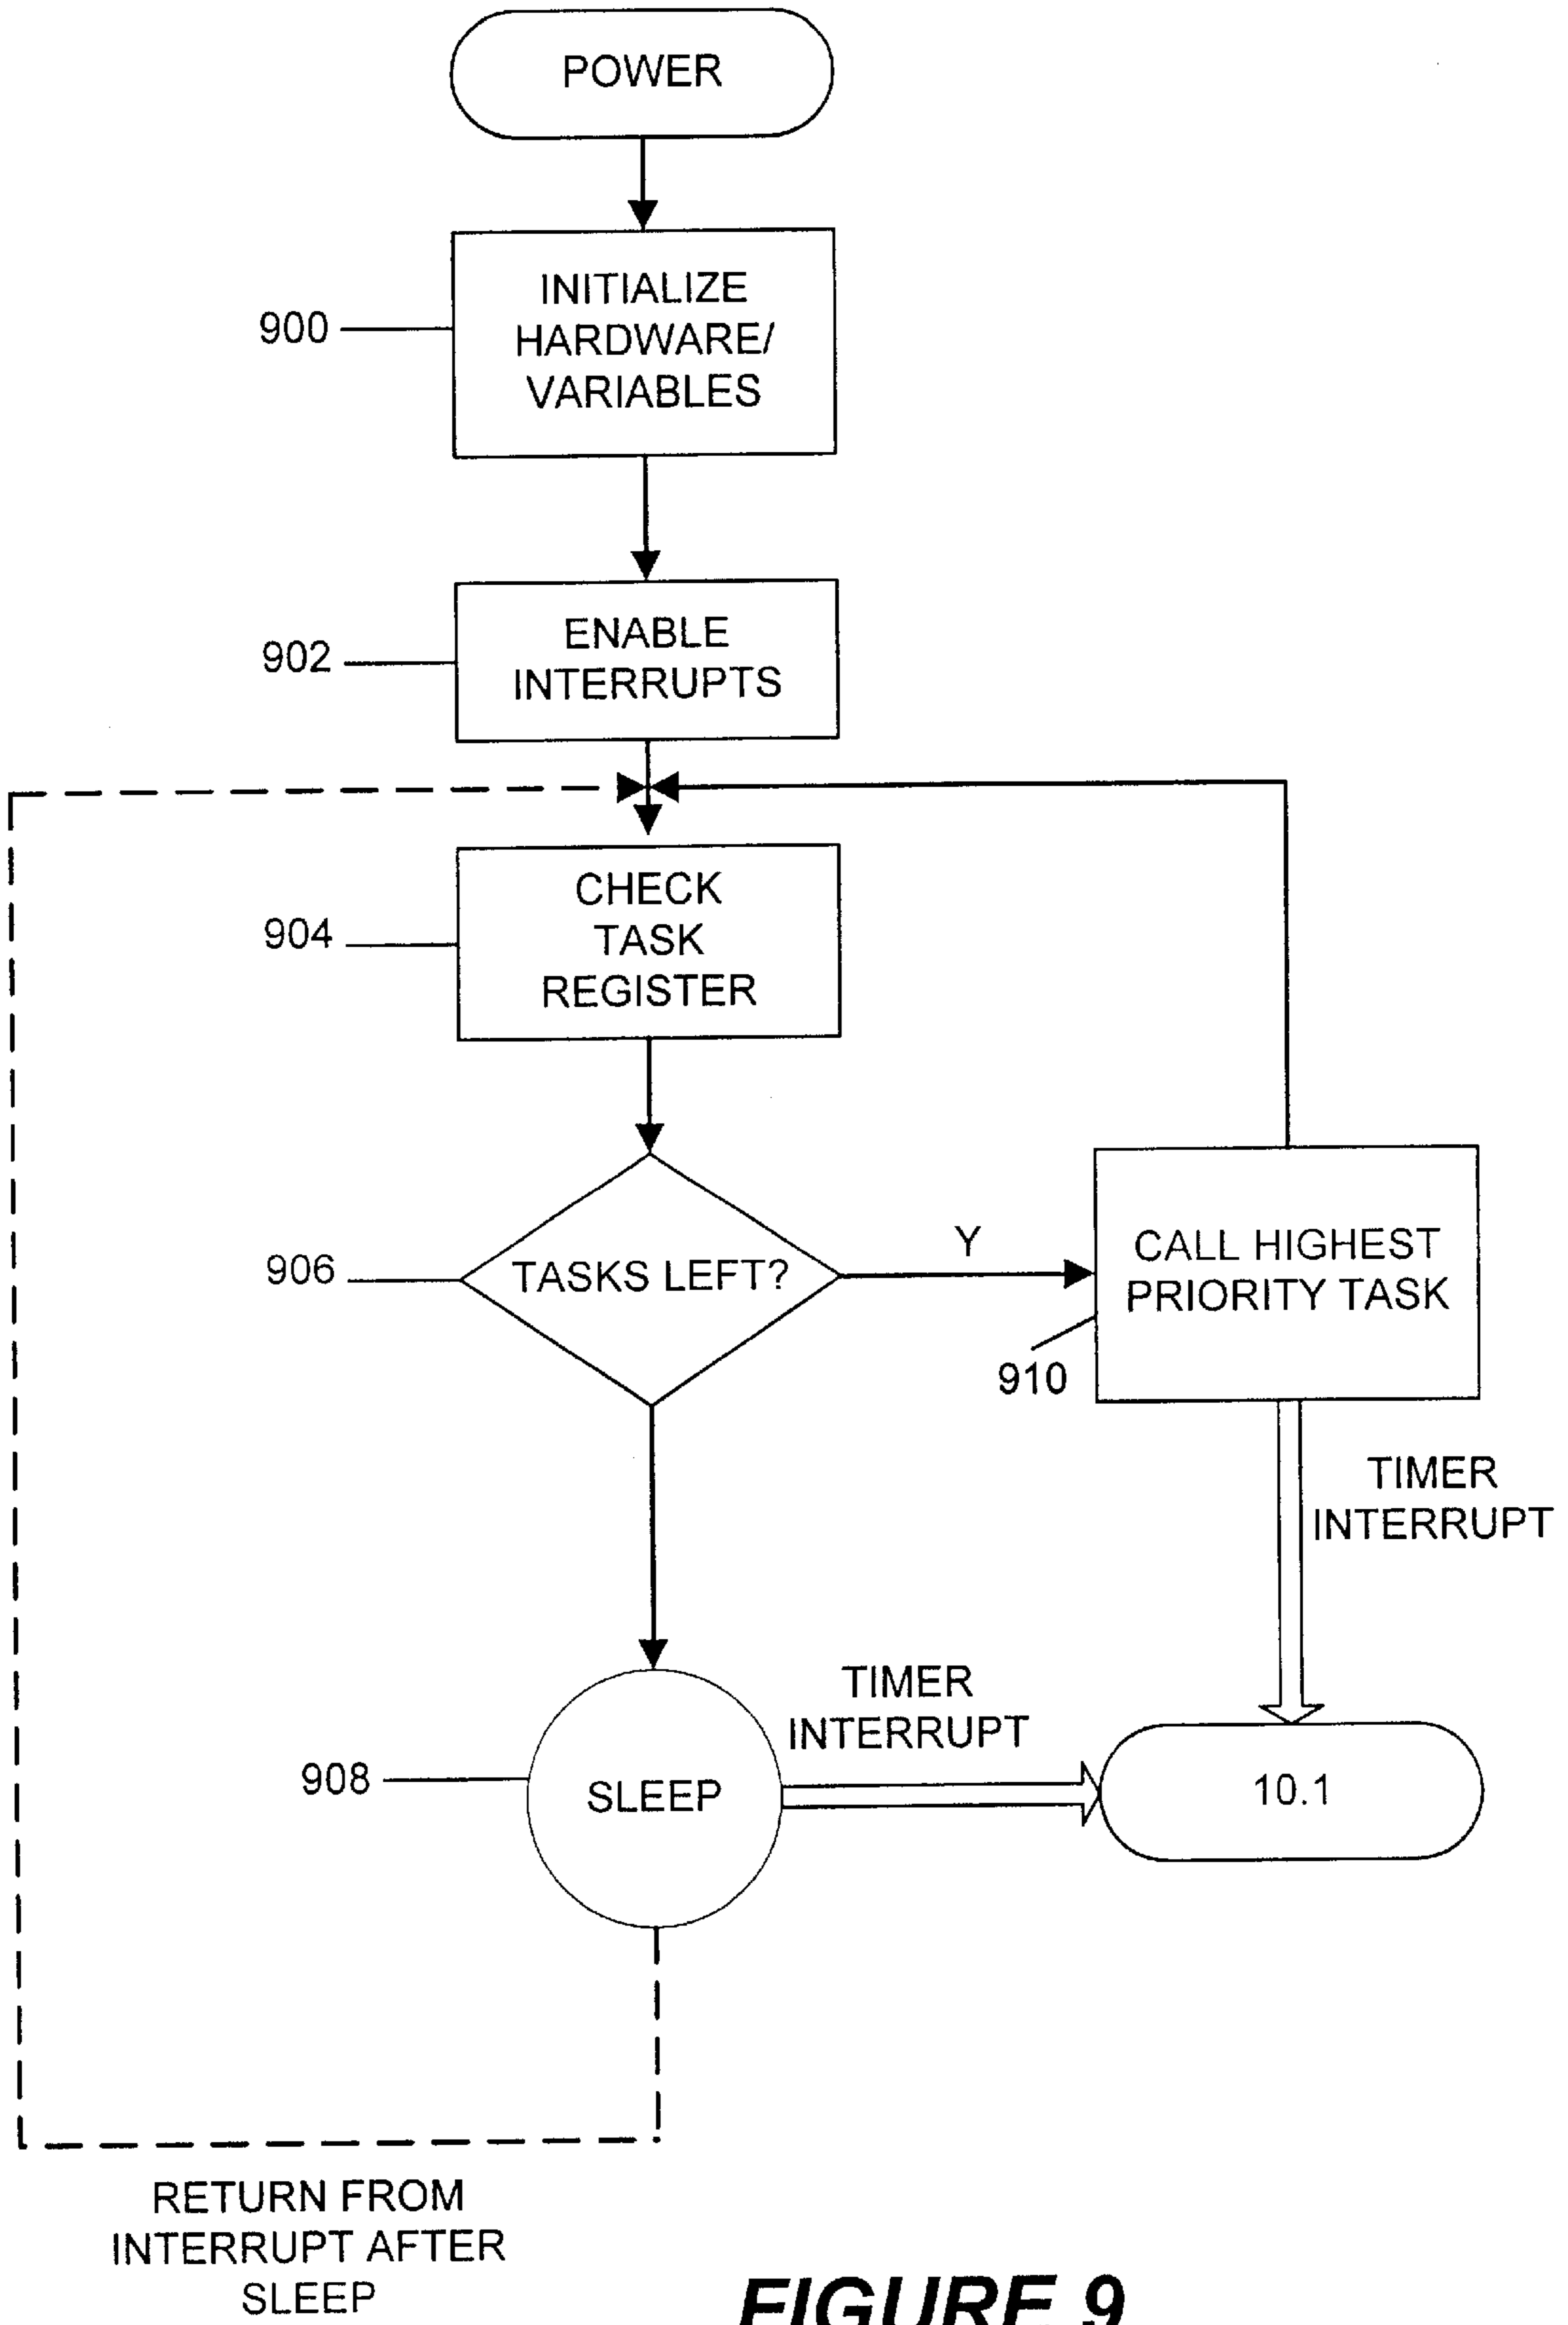 POWER
900
INITIALIZE
HARDWARE/
VARIABLES
902
ENABLE
INTERRUPTS
904
CHECK
TASK
REGISTER
906
TASKS LEFT?
Y
CALL HIGHEST
PRIORITY TASK
910
TIMER
INTERRUPT
908
SLEEP
TIMER
INTERRUPT
10.1
RETURN FROM
INTERRUPT AFTER
SLEEP
FIGURE 9